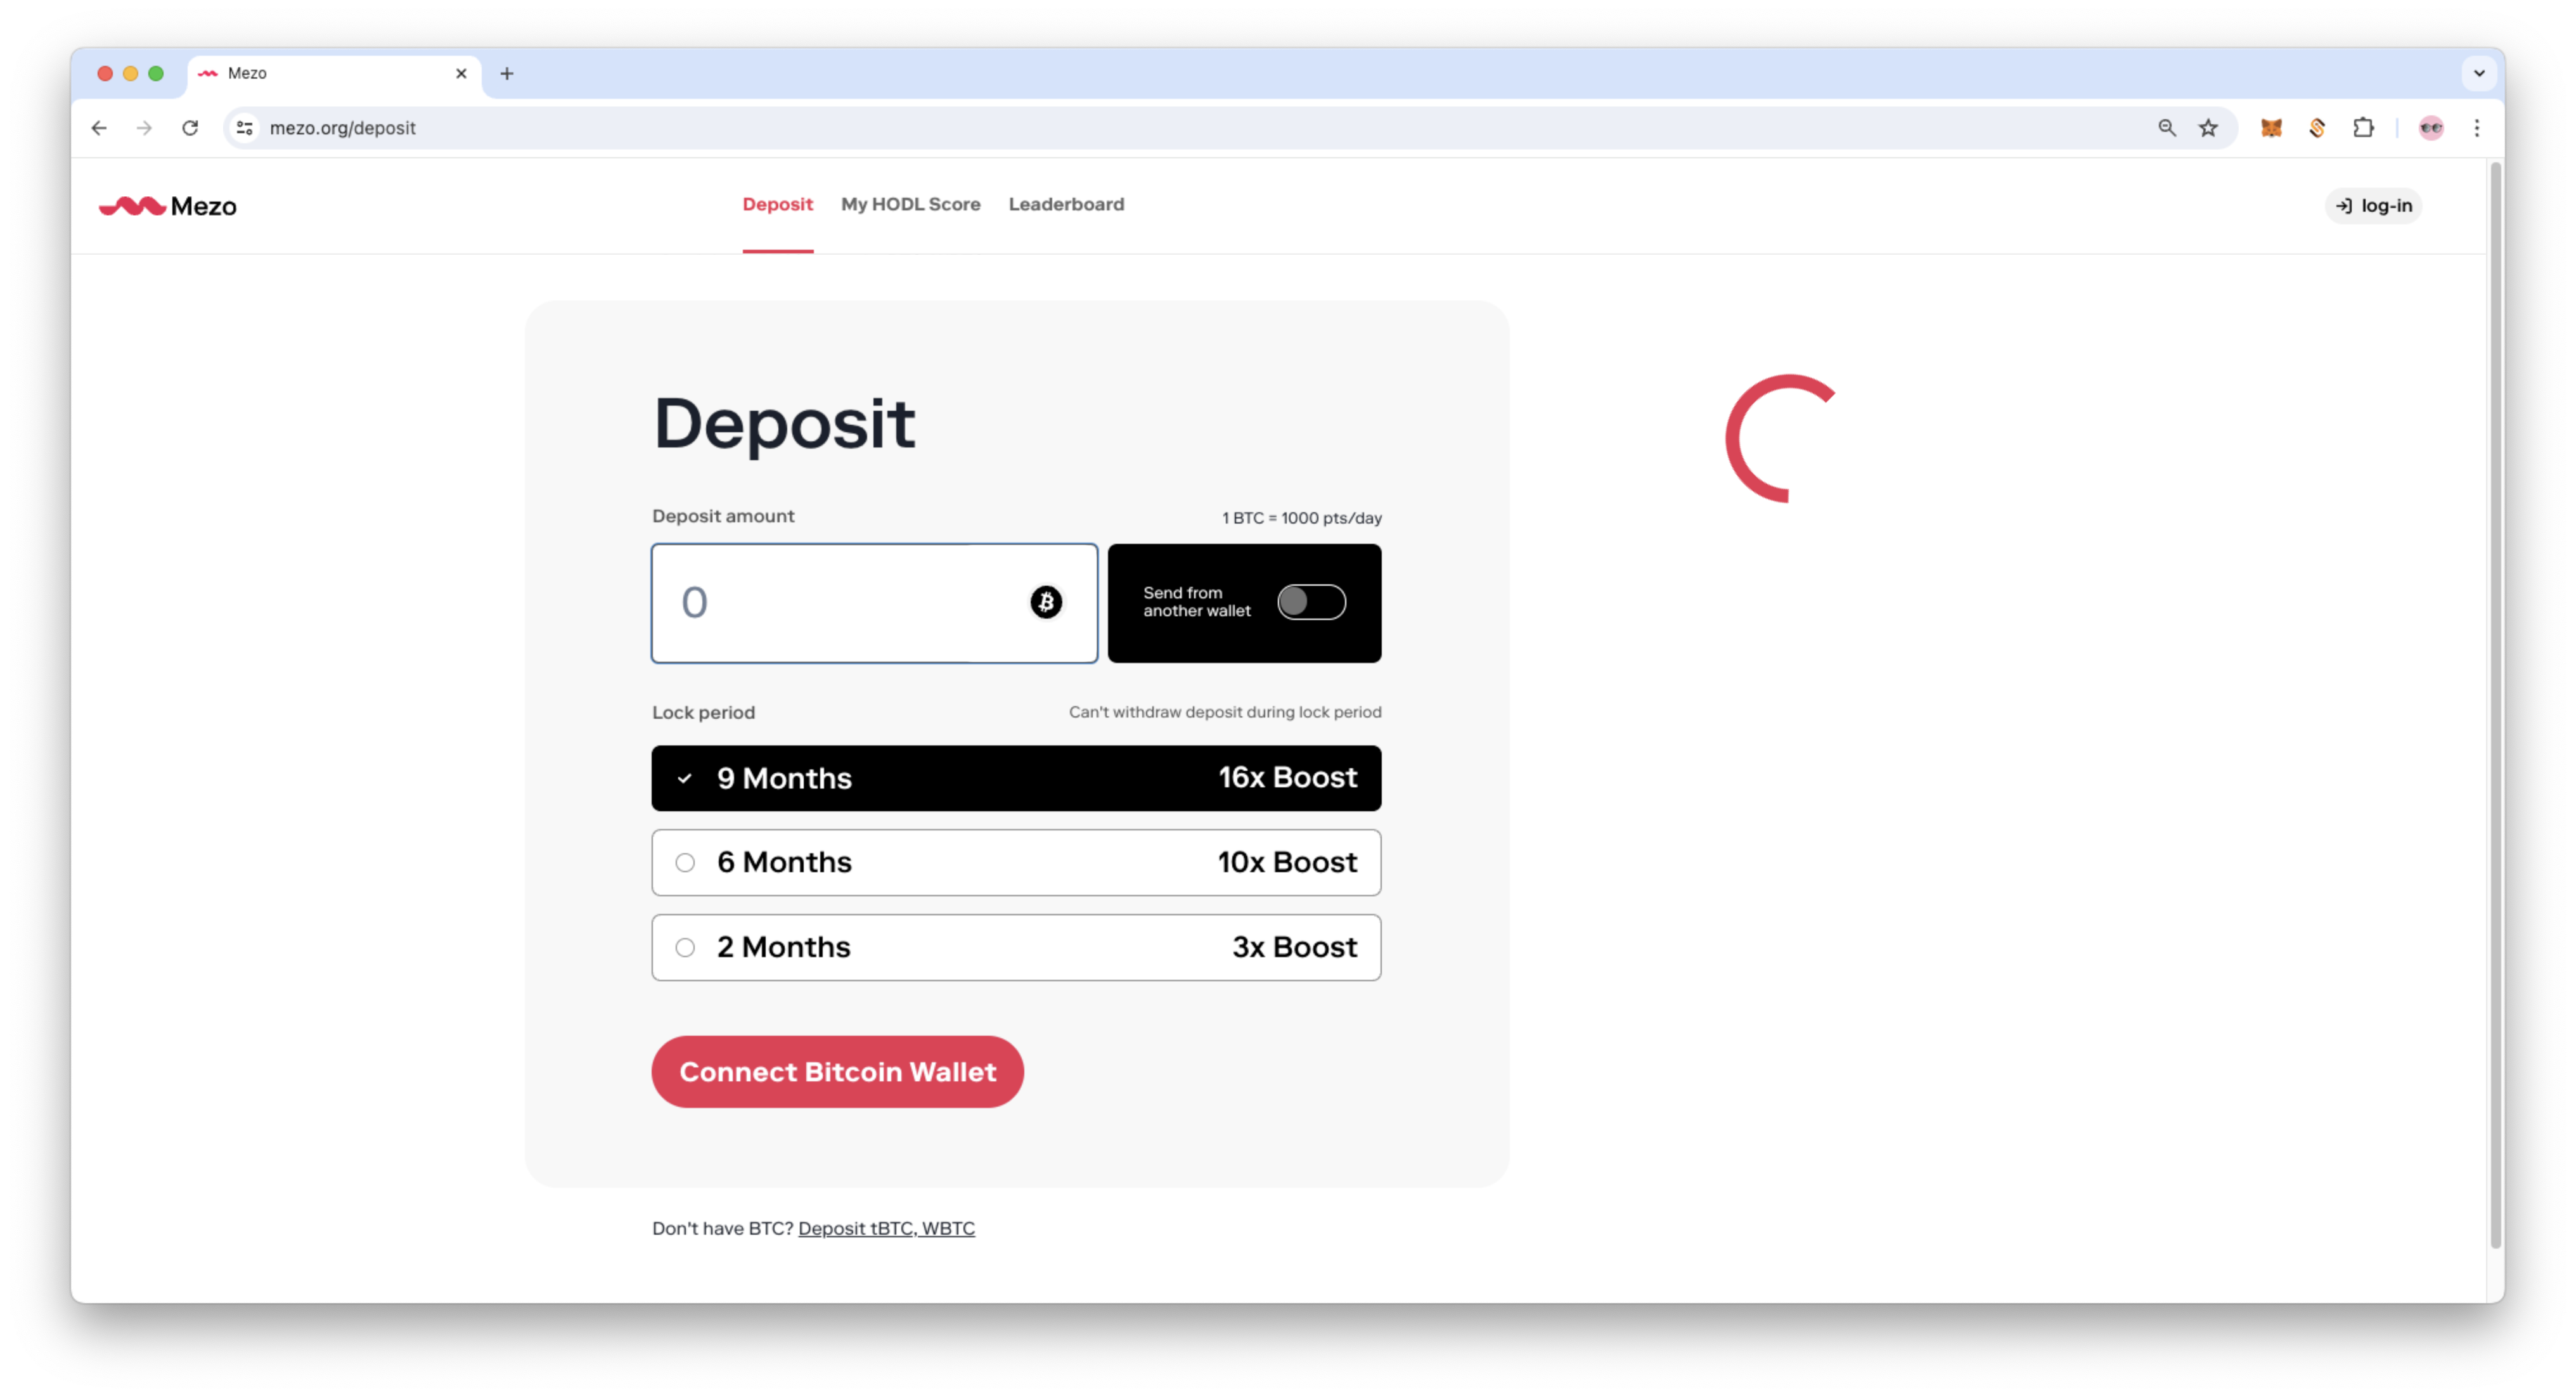 Mezo
mezo.org/deposit
Mezo
Deposit
My HODL Score
Leaderboard
log-in
Deposit
Deposit amount
1 BTC = 1000 pts/day
0
Send from
another wallet
Lock period
Can't withdraw deposit during lock period
9 Months
16x Boost
6 Months
10x Boost
2 Months
3x Boost
Connect Bitcoin Wallet
Don't have BTC? Deposit tBTC, WBTC